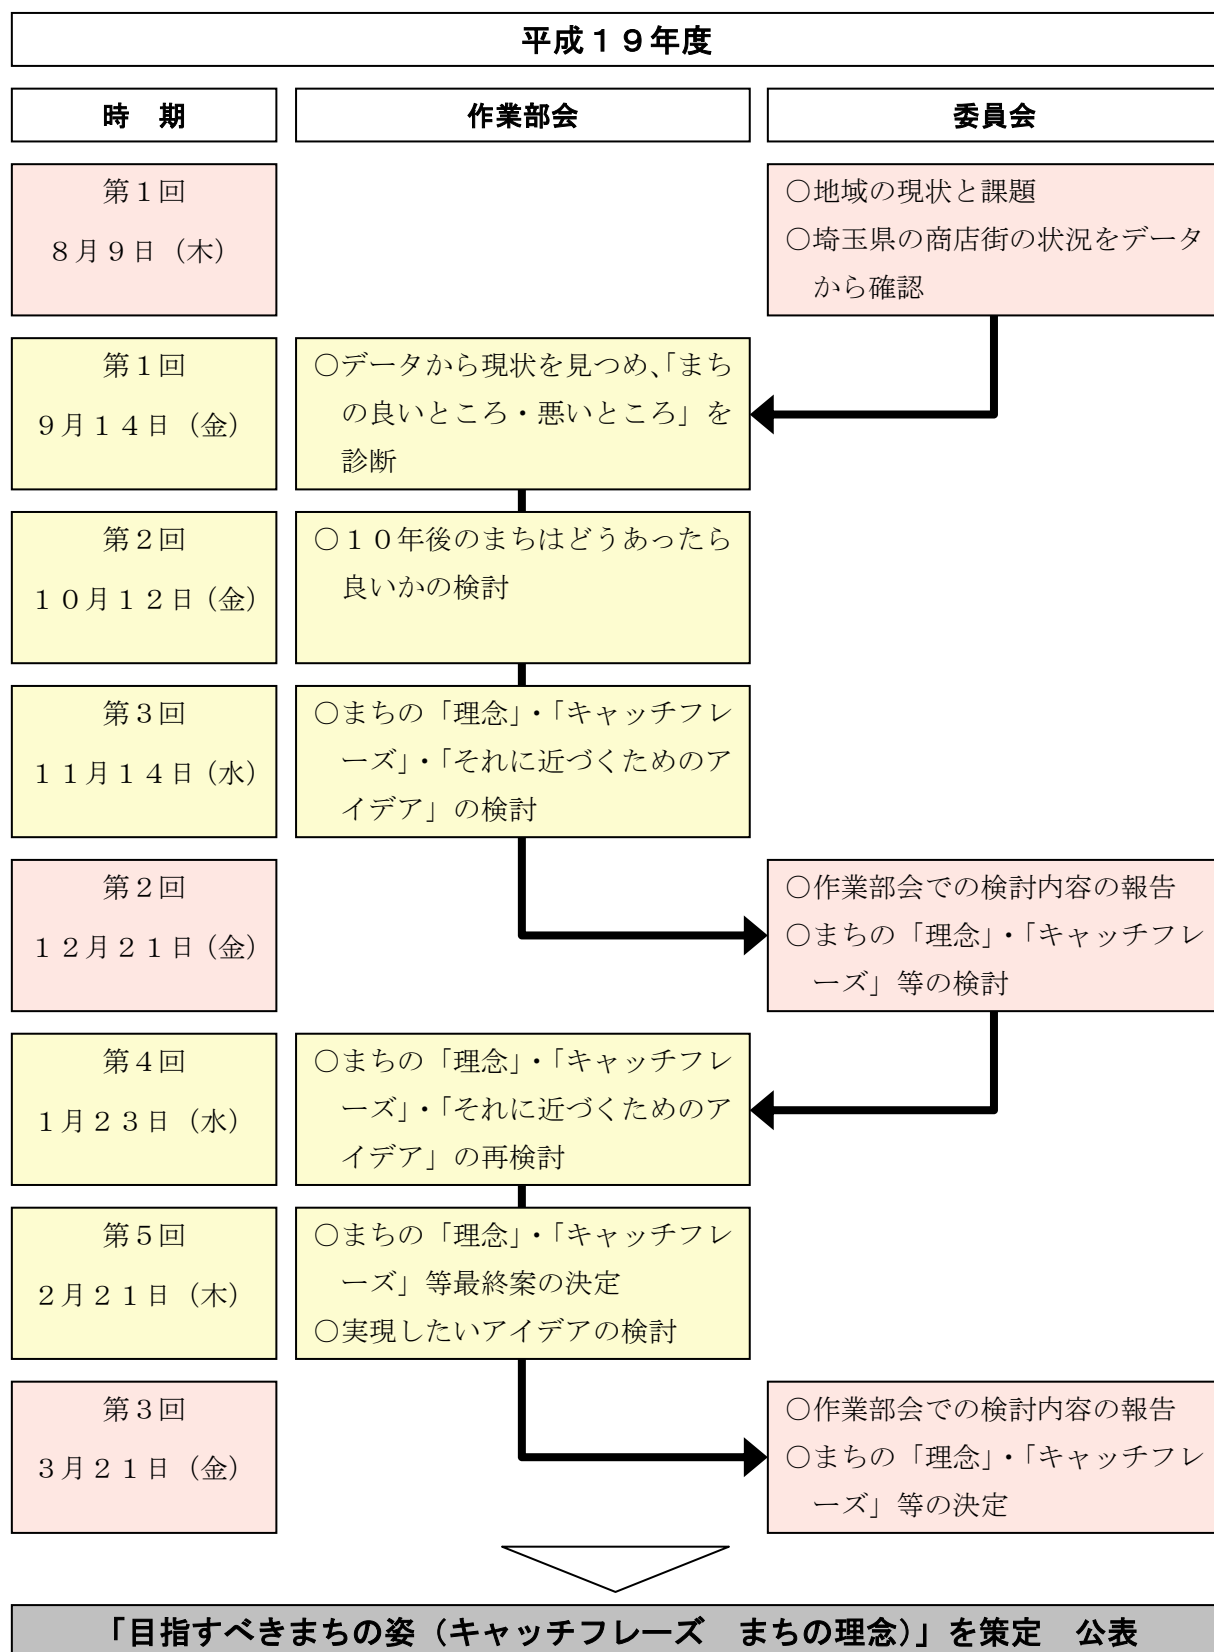 平成１９年度
時　期
作業部会
委員会
第１回
８月９日（木）
○地域の現状と課題
○埼玉県の商店街の状況をデータ
から確認
第１回
９月１４日（金）
○データから現状を見つめ、「まち
の良いところ・悪いところ」を
診断
第２回
１０月１２日（金）
○１０年後のまちはどうあったら
良いかの検討
第３回
１１月１４日（水）
○まちの「理念」・「キャッチフレ
ーズ」・「それに近づくためのア
イデア」の検討
第２回
１２月２１日（金）
○作業部会での検討内容の報告
○まちの「理念」・「キャッチフレ
ーズ」等の検討
第４回
１月２３日（水）
○まちの「理念」・「キャッチフレ
ーズ」・「それに近づくためのア
イデア」の再検討
第５回
２月２１日（木）
○まちの「理念」・「キャッチフレ
ーズ」等最終案の決定
○実現したいアイデアの検討
第３回
３月２１日（金）
○作業部会での検討内容の報告
○まちの「理念」・「キャッチフレ
ーズ」等の決定
「目指すべきまちの姿（キャッチフレーズ　まちの理念）」を策定　公表